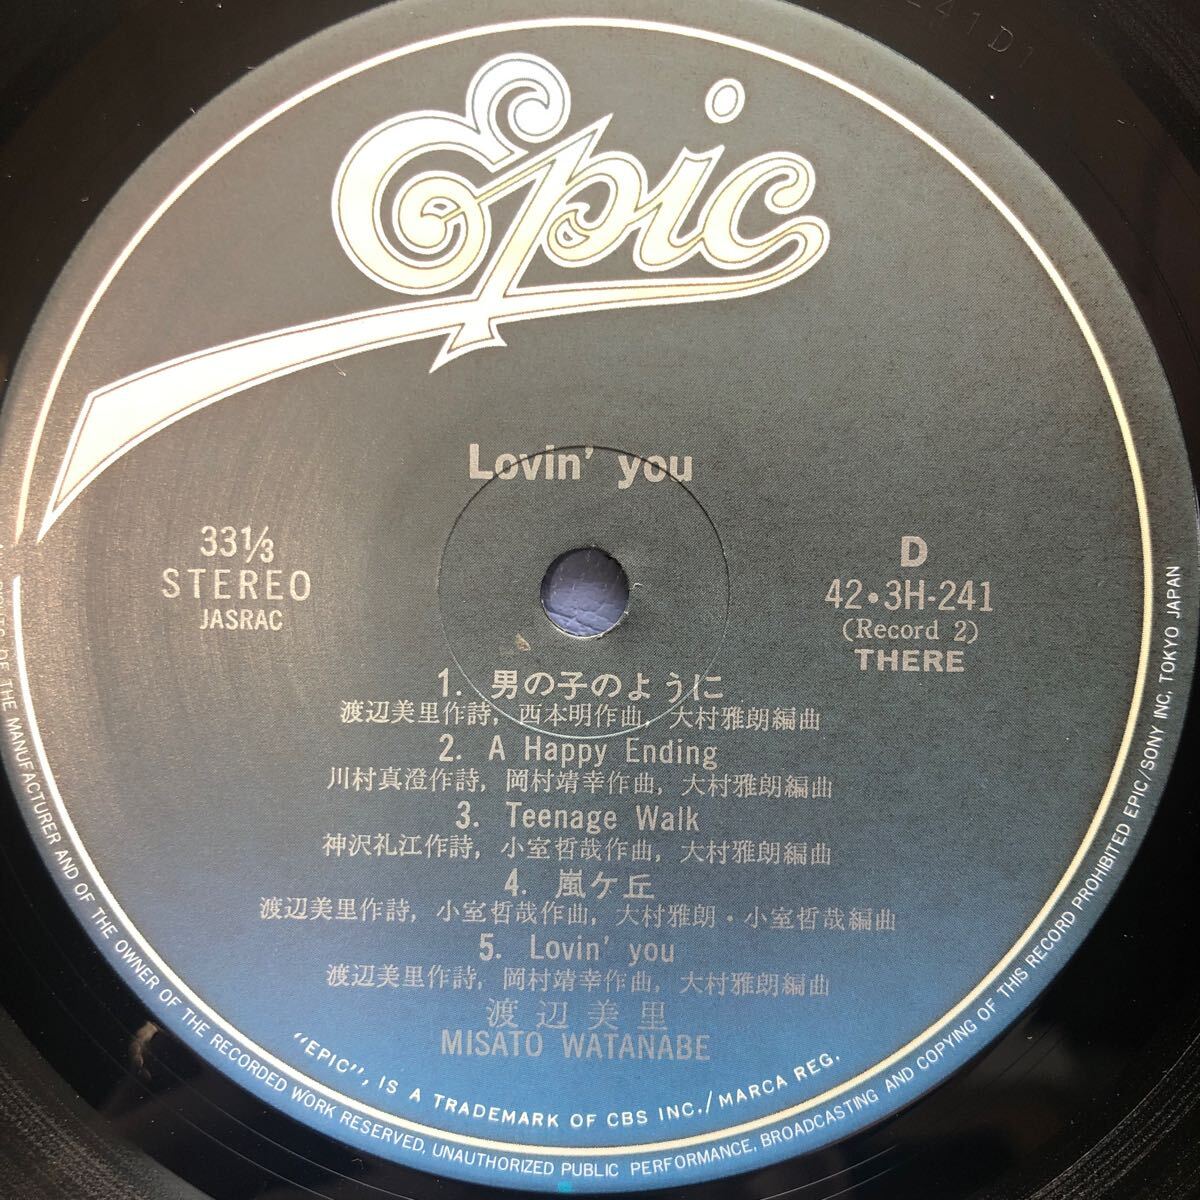 Epic
Lovin' you
33⅓
STEREO
JASRAC
D
42・3H-241
(Record 2)
THERE
1. 男の子のように
渡辺美里作詩, 西本明作曲, 大村雅朗編曲
2. A Happy Ending
川村真澄作詩, 岡村靖幸作曲, 大村雅朗編曲
3. Teenage Walk
神沢礼江作詩, 小室哲哉作曲, 大村雅朗編曲
4. 嵐ケ丘
渡辺美里作詩, 小室哲哉作曲, 大村雅朗・小室哲哉編曲
5. Lovin' you
渡辺美里作詩, 岡村靖幸作曲, 大村雅朗編曲
渡辺美里
MISATO WATANABE
"EPIC", IS A TRADEMARK OF CBS INC./MARCA REG.
OF THE MANUFACTURER AND OF THE OWNER OF THE RECORDED WORK RESERVED, UNAUTHORIZED PUBLIC PERFORMANCE, BROADCASTING AND COPYING OF THIS RECORD PROHIBITED EPIC/SONY INC, TOKYO JAPAN